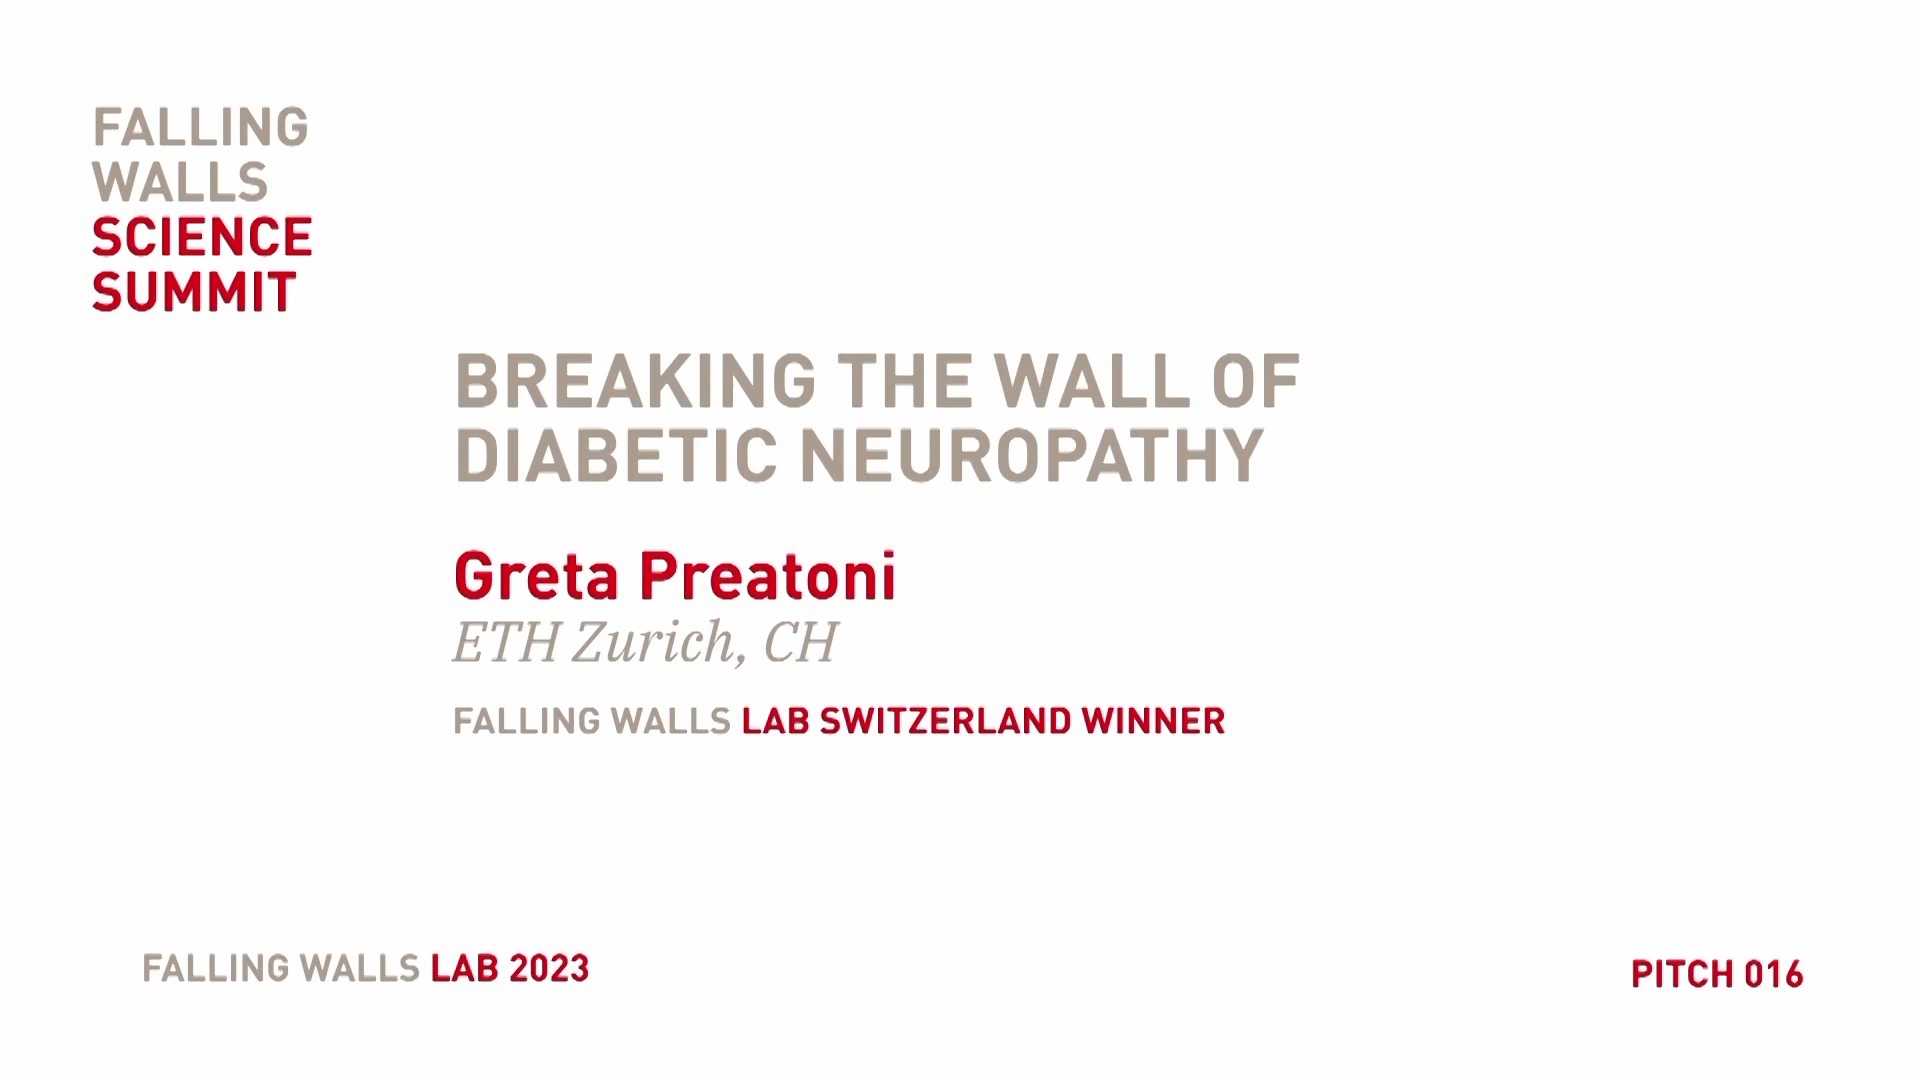 FALLING
WALLS
SCIENCE
SUMMIT
BREAKING THE WALL OF
DIABETIC NEUROPATHY
Greta Preatoni
ETH Zurich, CH
FALLING WALLS LAB SWITZERLAND WINNER
FALLING WALLS LAB 2023
PITCH 016